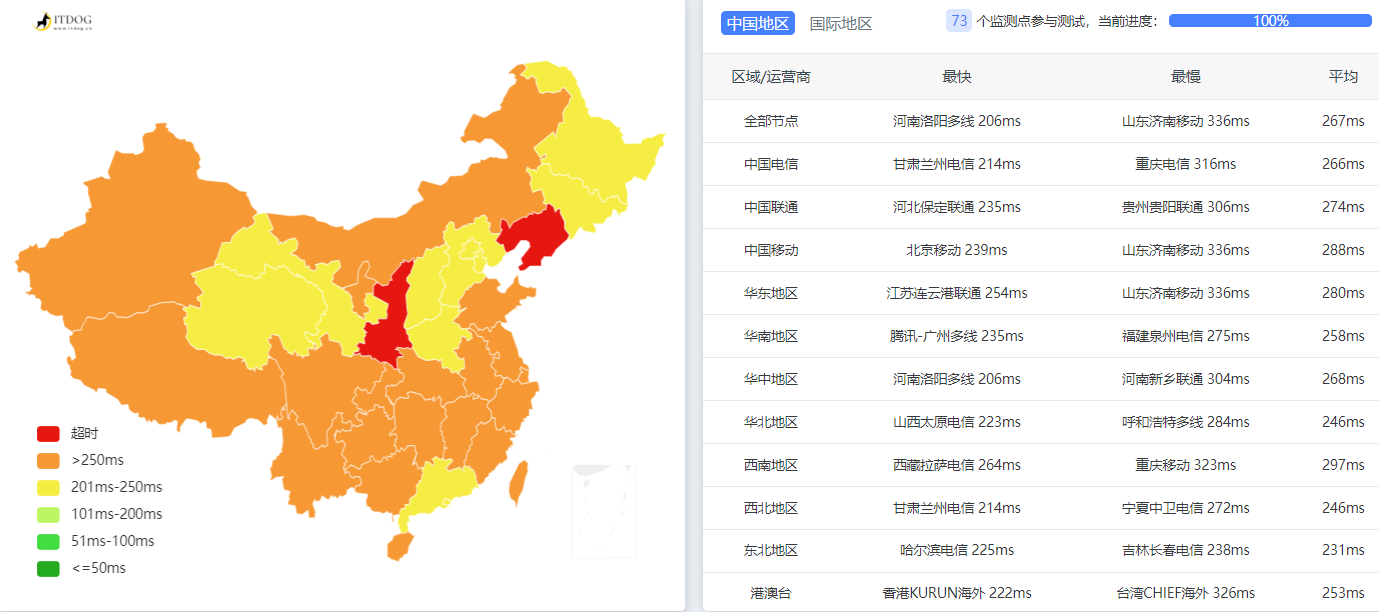 ITDOG
www.itdog.cn
超时
>250ms
201ms-250ms
101ms-200ms
51ms-100ms
<=50ms
中国地区 国际地区 73 个监测点参与测试，当前进度： 100%
区域/运营商 最快 最慢 平均
全部节点 河南洛阳多线 206ms 山东济南移动 336ms 267ms
中国电信 甘肃兰州电信 214ms 重庆电信 316ms 266ms
中国联通 河北保定联通 235ms 贵州贵阳联通 306ms 274ms
中国移动 北京移动 239ms 山东济南移动 336ms 288ms
华东地区 江苏连云港联通 254ms 山东济南移动 336ms 280ms
华南地区 腾讯-广州多线 235ms 福建泉州电信 275ms 258ms
华中地区 河南洛阳多线 206ms 河南新乡联通 304ms 268ms
华北地区 山西太原电信 223ms 呼和浩特多线 284ms 246ms
西南地区 西藏拉萨电信 264ms 重庆移动 323ms 297ms
西北地区 甘肃兰州电信 214ms 宁夏中卫电信 272ms 246ms
东北地区 哈尔滨电信 225ms 吉林长春电信 238ms 231ms
港澳台 香港KURUN海外 222ms 台湾CHIEF海外 326ms 253ms